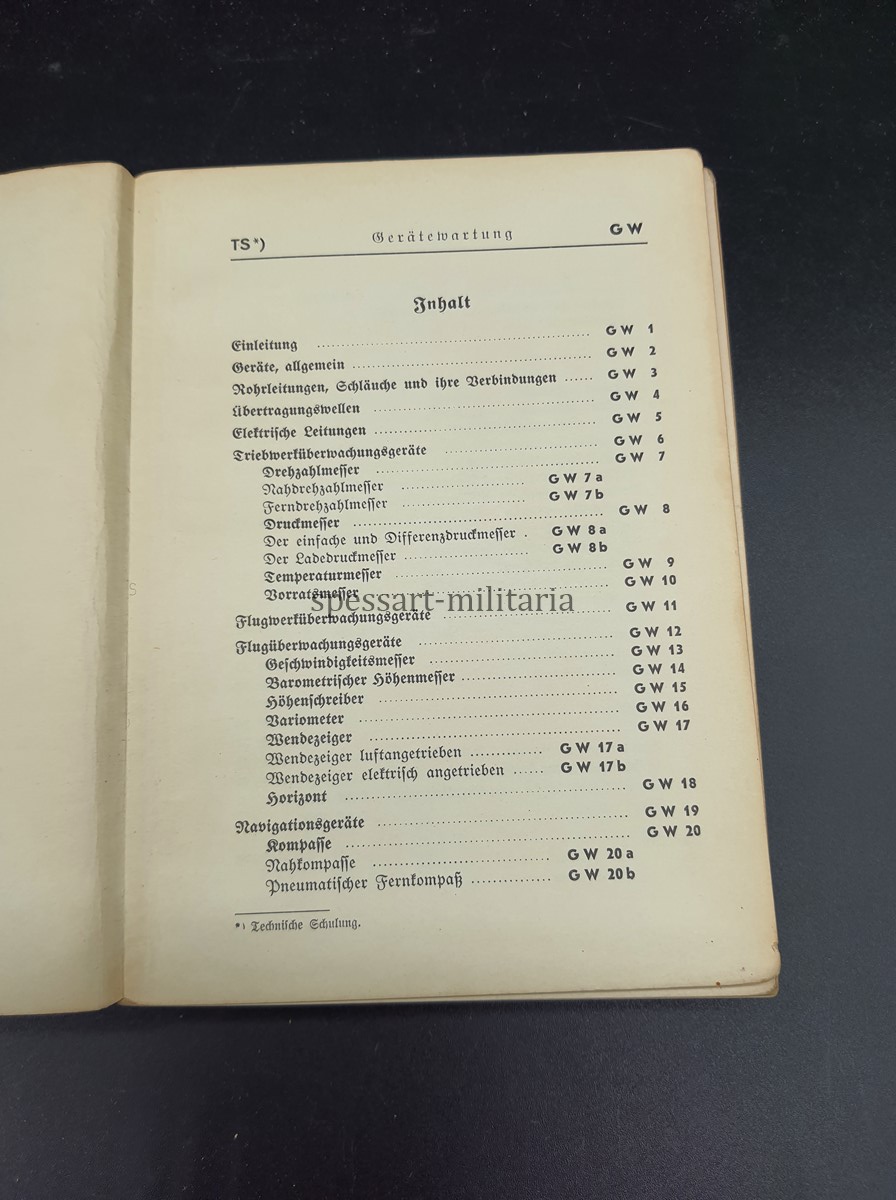 TS*) Gerätewartung GW
Inhalt
Einleitung .......... GW 1
Geräte, allgemein .......... GW 2
Rohrleitungen, Schläuche und ihre Verbindungen ...... GW 3
Übertragungswellen .......... GW 4
Elektrische Leitungen .......... GW 5
Triebwerküberwachungsgeräte .......... GW 6
Drehzahlmesser .......... GW 7
Nahdrehzahlmesser .......... GW 7a
Ferndrehzahlmesser .......... GW 7b
Druckmesser .......... GW 8
Der einfache und Differenzdruckmesser . GW 8a
Der Ladedruckmesser .......... GW 8b
Temperaturmesser .......... GW 9
Vorratsmesser .......... GW 10
spessart-militaria
Flugwerküberwachungsgeräte .......... GW 11
Flugüberwachungsgeräte .......... GW 12
Geschwindigkeitsmesser .......... GW 13
Barometrischer Höhenmesser .......... GW 14
Höhenschreiber .......... GW 15
Variometer .......... GW 16
Wendezeiger .......... GW 17
Wendezeiger luftangetrieben .......... GW 17a
Wendezeiger elektrisch angetrieben ...... GW 17b
Horizont .......... GW 18
Navigationsgeräte .......... GW 19
Kompasse .......... GW 20
Nahkompasse .......... GW 20a
Pneumatischer Fernkompaß .......... GW 20b
*) Technische Schulung.